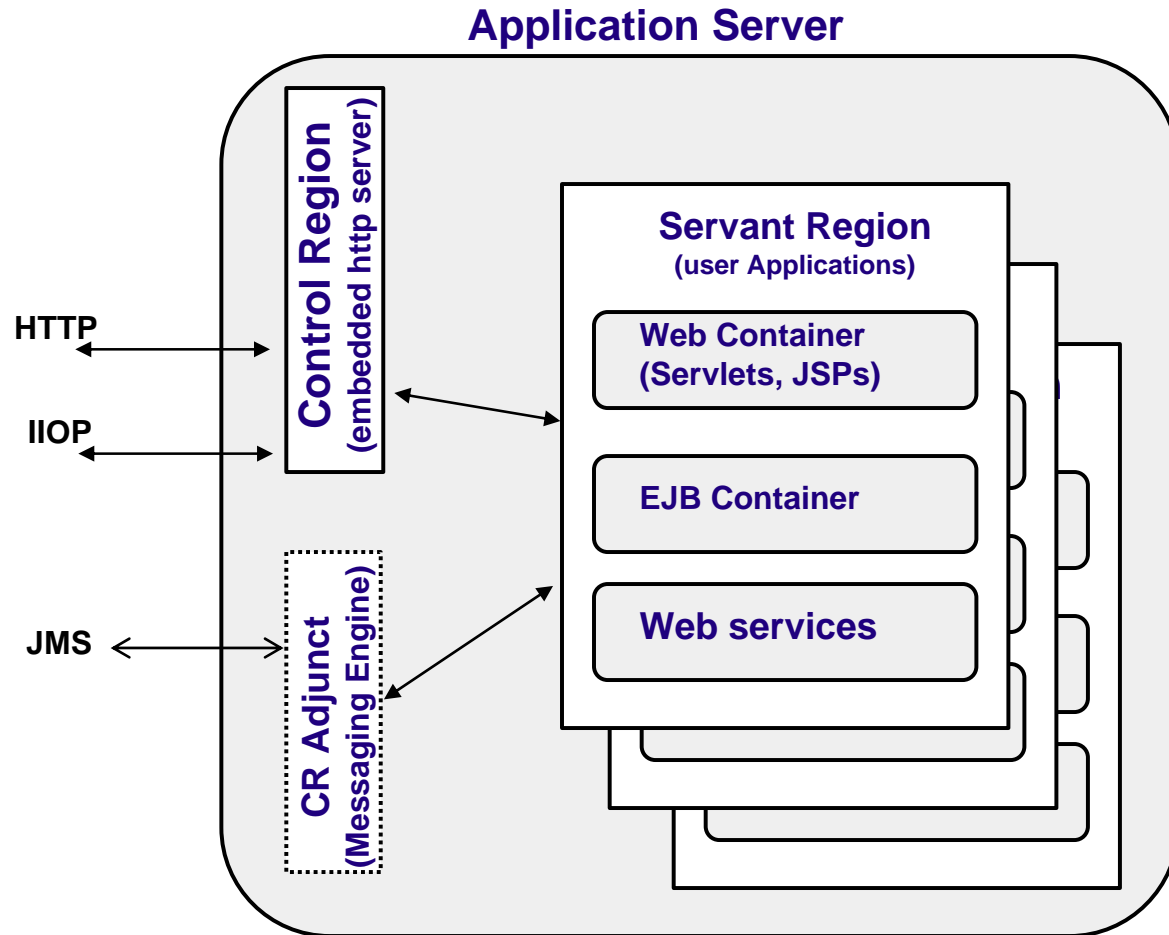 Application Server
Control Region
(embedded http server)
Servant Region
(user Applications)
HTTP
Web Container
(Servlets, JSPs)
IIOP
EJB Container
CR Adjunct
(Messaging Engine)
Web services
JMS